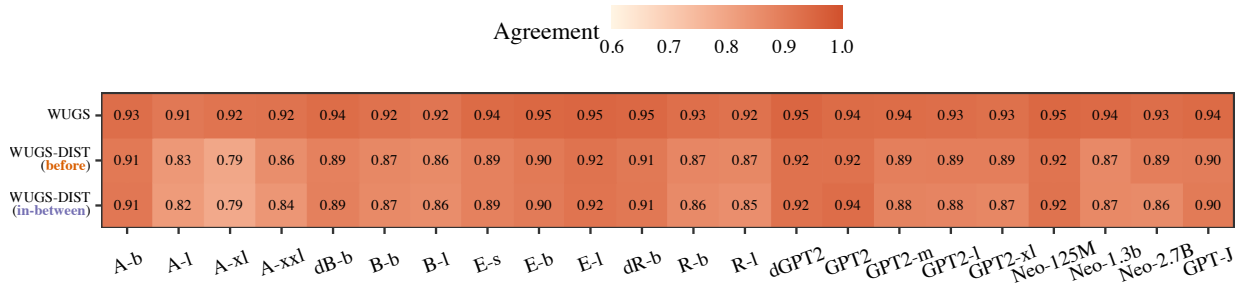 Agreement
0.6 0.7 0.8 0.9 1.0
WUGS 0.93 0.91 0.92 0.92 0.94 0.92 0.92 0.94 0.95 0.95 0.95 0.93 0.92 0.95 0.94 0.94 0.93 0.93 0.95 0.94 0.93 0.94
WUGS-DIST
(before) 0.91 0.83 0.79 0.86 0.89 0.87 0.86 0.89 0.90 0.92 0.91 0.87 0.87 0.92 0.92 0.89 0.89 0.89 0.92 0.87 0.89 0.90
WUGS-DIST
(in-between) 0.91 0.82 0.79 0.84 0.89 0.87 0.86 0.89 0.90 0.92 0.91 0.86 0.85 0.92 0.94 0.88 0.88 0.87 0.92 0.87 0.86 0.90
A-b A-l A-xl A-xxl dB-b B-b B-l E-s E-b E-l dR-b R-b R-l dGPT2 GPT2 GPT2-m GPT2-l GPT2-xl Neo-125M Neo-1.3b Neo-2.7B GPT-J